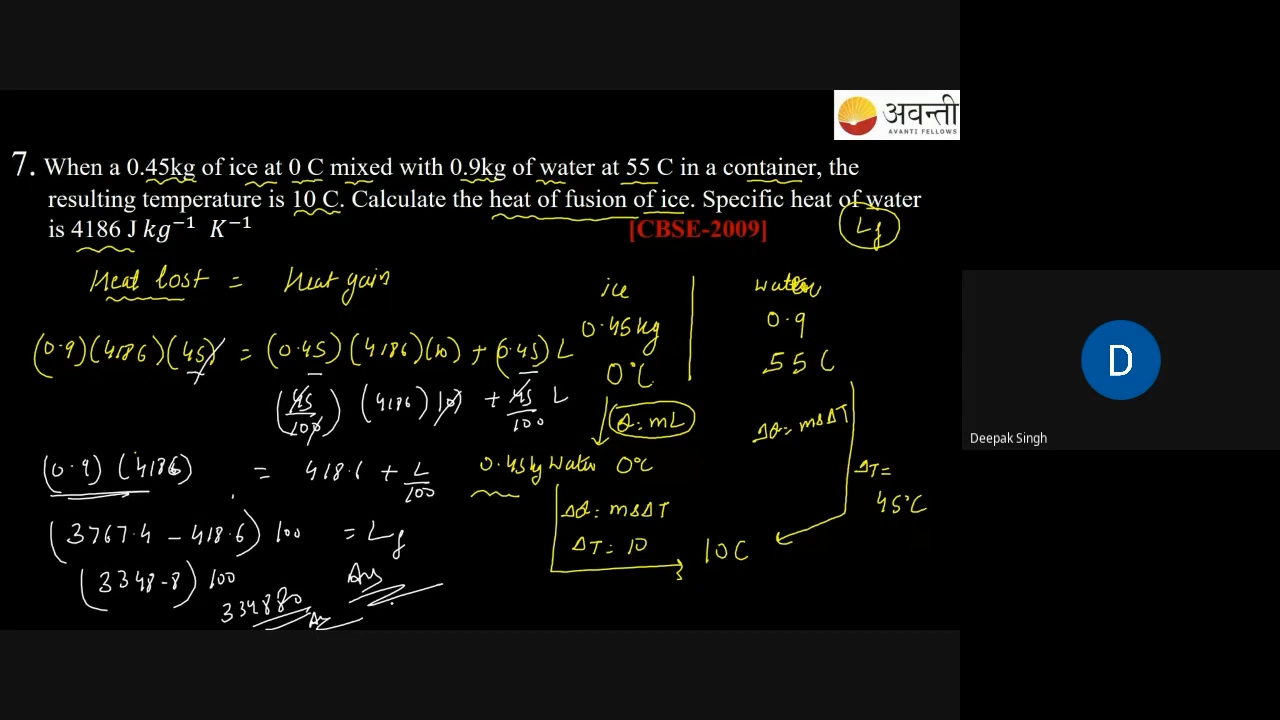 अवन्ती
AVANTI FELLOWS
7. When a 0.45kg of ice at 0 C mixed with 0.9kg of water at 55 C in a container, the
resulting temperature is 10 C. Calculate the heat of fusion of ice. Specific heat of water
is 4186 J kg⁻¹ K⁻¹
[CBSE-2009]
Lf
Heat lost = Heat gain
(0.9)(4186)(45) = (0.45)(4186)(10) + (0.45) L
(45/100) (4186) 10 + 45/100 L
(0.9) (4186) = 418.6 + L/100
(3767.4 - 418.6) 100 = Lf
(3348.8) 100
Ans
334880
Ans
ice
0.45kg
0°C
Q = mL
0.45kg water 0°C
ΔQ = msΔT
ΔT = 10
10C
water
0.9
55 C
ΔQ = msΔT
ΔT =
45°C
D
Deepak Singh